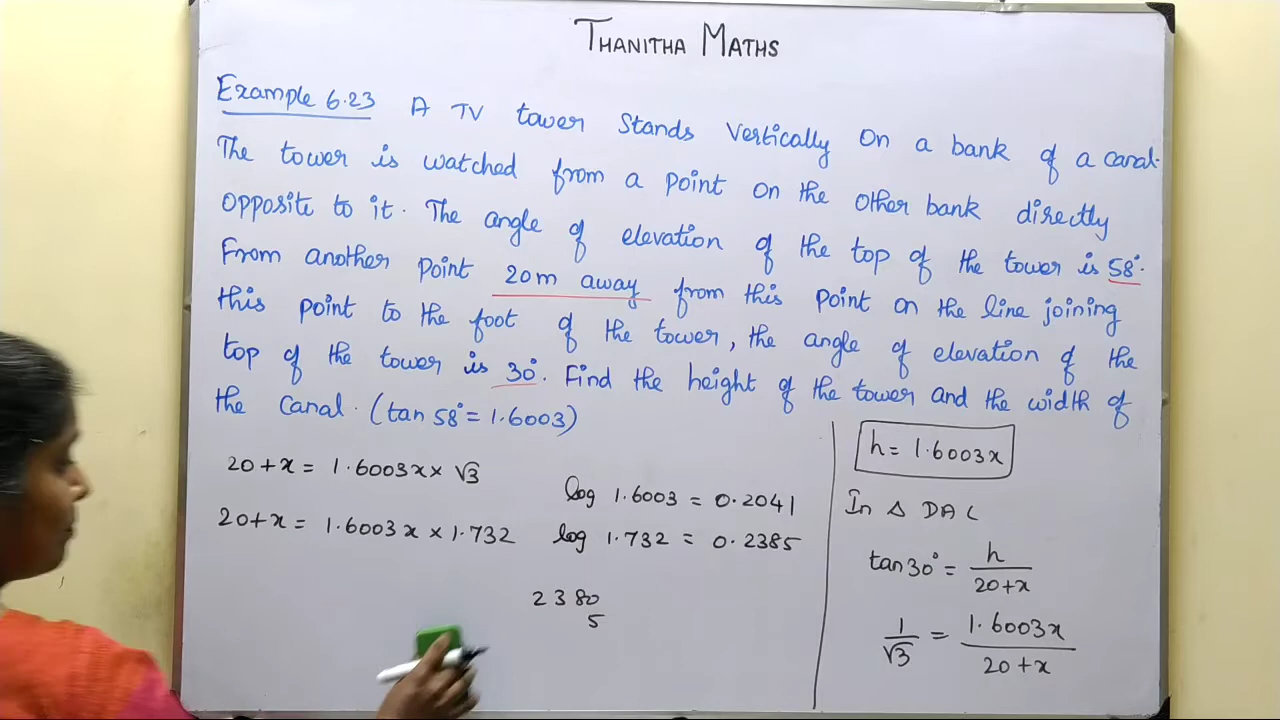 THANITHA MATHS
Example 6.23 A TV tower Stands Vertically on a bank of a canal.
The tower is watched from a point on the other bank directly
opposite to it. The angle of elevation of the top of the tower is 58°.
From another point 20m away from this point on the line joining
this point to the foot of the tower, the angle of elevation of the
top of the tower is 30°. Find the height of the tower and the width of
the canal. (tan 58° = 1.6003)
20+x = 1.6003x × √3
20+x = 1.6003x × 1.732
log 1.6003 = 0.2041
log 1.732 = 0.2385
2380
5
h = 1.6003x
In △ DAC
tan30° = h/20+x
1/√3 = 1.6003x/20+x